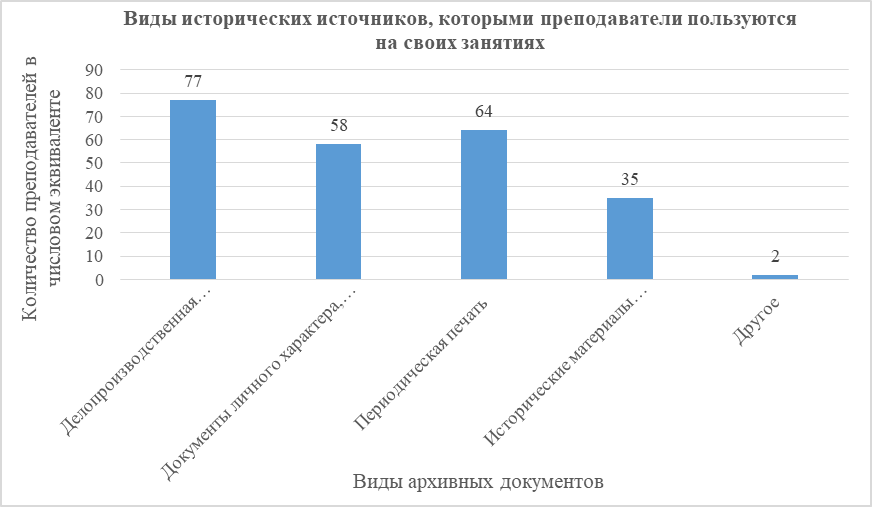 Виды исторических источников, которыми преподаватели пользуются
на своих занятиях
Количество преподавателей в
числовом эквиваленте
90
80
70
60
50
40
30
20
10
0
77
58
64
35
2
Делопроизводственная…
Документы личного характера,…
Периодическая печать
Исторические материалы…
Другое
Виды архивных документов